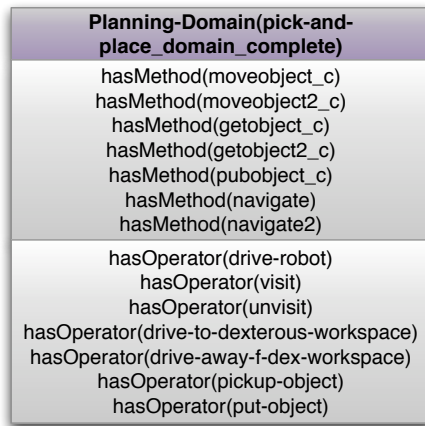 Planning-Domain(pick-and-
place_domain_complete)
hasMethod(moveobject_c)
hasMethod(moveobject2_c)
hasMethod(getobject_c)
hasMethod(getobject2_c)
hasMethod(pubobject_c)
hasMethod(navigate)
hasMethod(navigate2)
hasOperator(drive-robot)
hasOperator(visit)
hasOperator(unvisit)
hasOperator(drive-to-dexterous-workspace)
hasOperator(drive-away-f-dex-workspace)
hasOperator(pickup-object)
hasOperator(put-object)